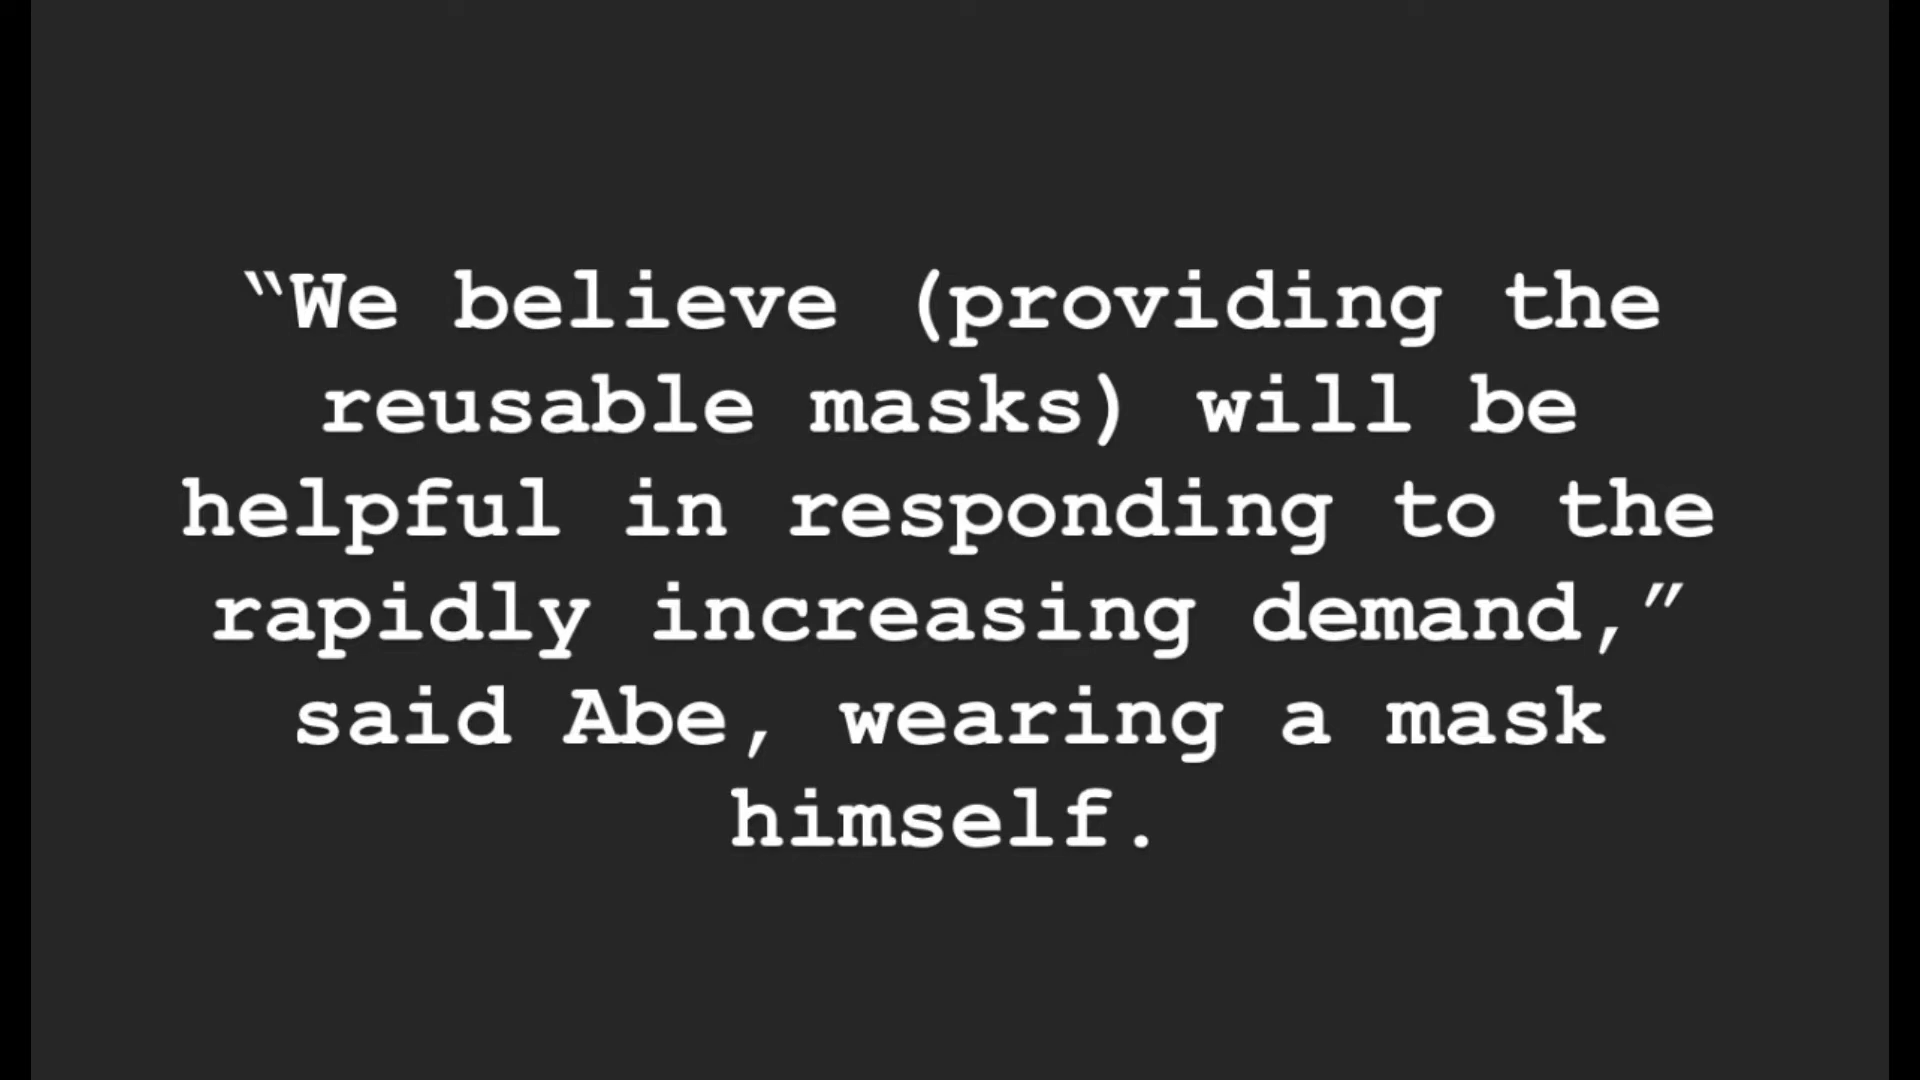 “We believe (providing the
reusable masks) will be
helpful in responding to the
rapidly increasing demand,”
said Abe, wearing a mask
himself.